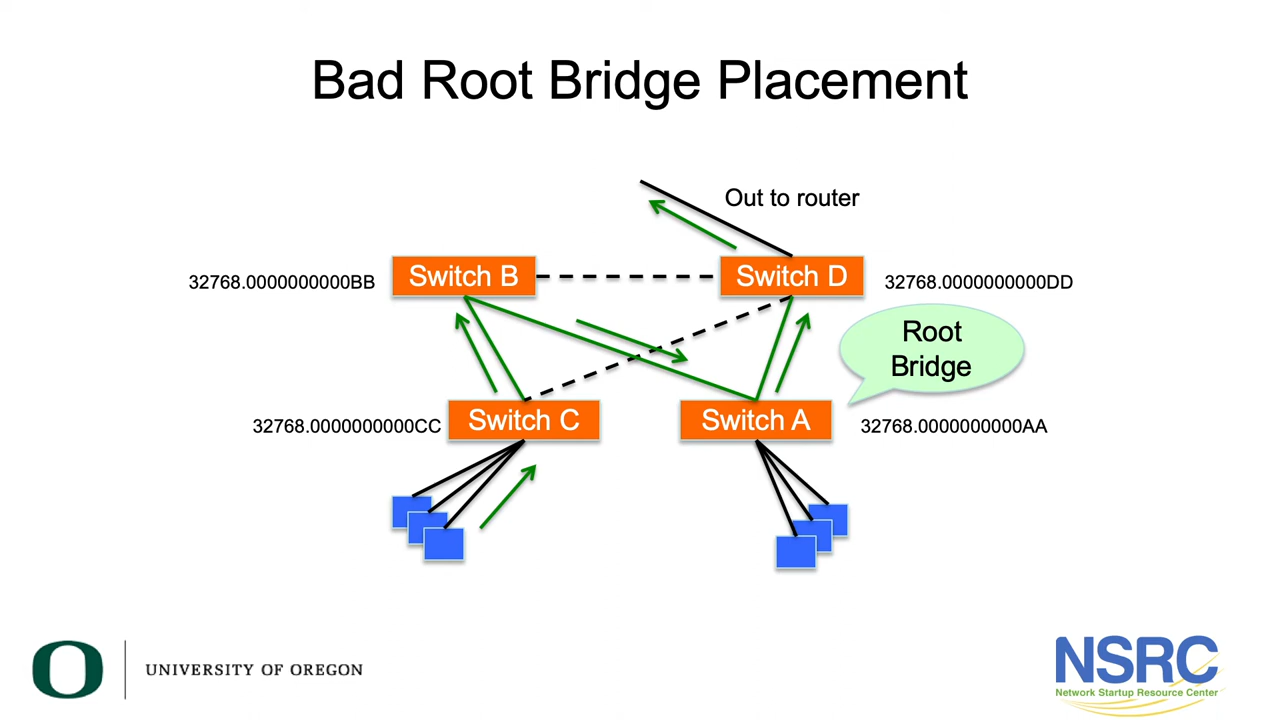 Bad Root Bridge Placement
Out to router
32768.0000000000BB
Switch B
Switch D
32768.0000000000DD
Root
Bridge
32768.0000000000CC
Switch C
Switch A
32768.0000000000AA
UNIVERSITY OF OREGON
NSRC
Network Startup Resource Center